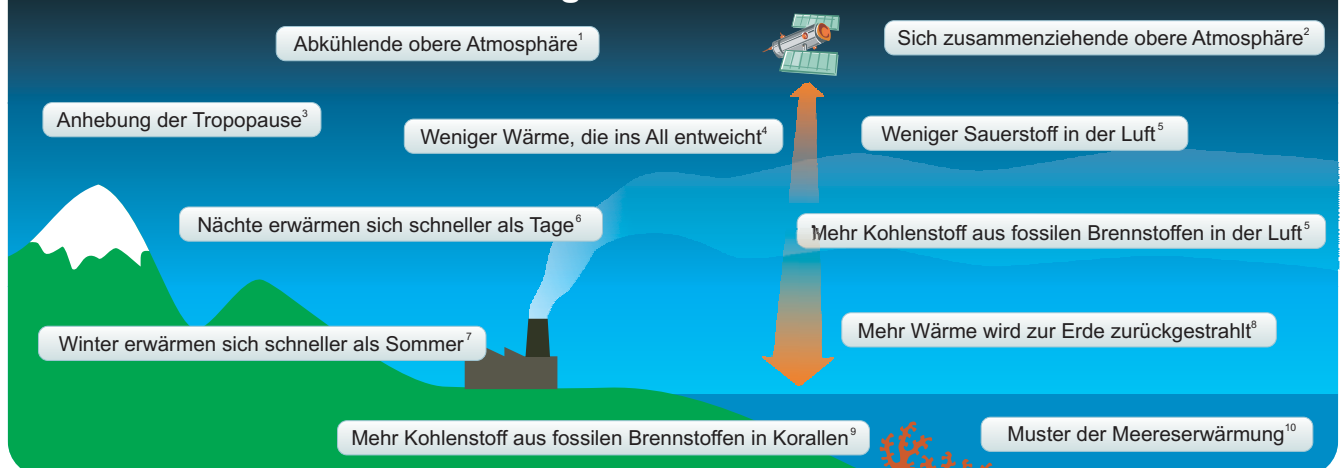 Abkühlende obere Atmosphäre¹
Sich zusammenziehende obere Atmosphäre²
Anhebung der Tropopause³
Weniger Wärme, die ins All entweicht⁴
Weniger Sauerstoff in der Luft⁵
Nächte erwärmen sich schneller als Tage⁶
Mehr Kohlenstoff aus fossilen Brennstoffen in der Luft⁵
Winter erwärmen sich schneller als Sommer⁷
Mehr Wärme wird zur Erde zurückgestrahlt⁸
Mehr Kohlenstoff aus fossilen Brennstoffen in Korallen⁹
Muster der Meereserwärmung¹⁰